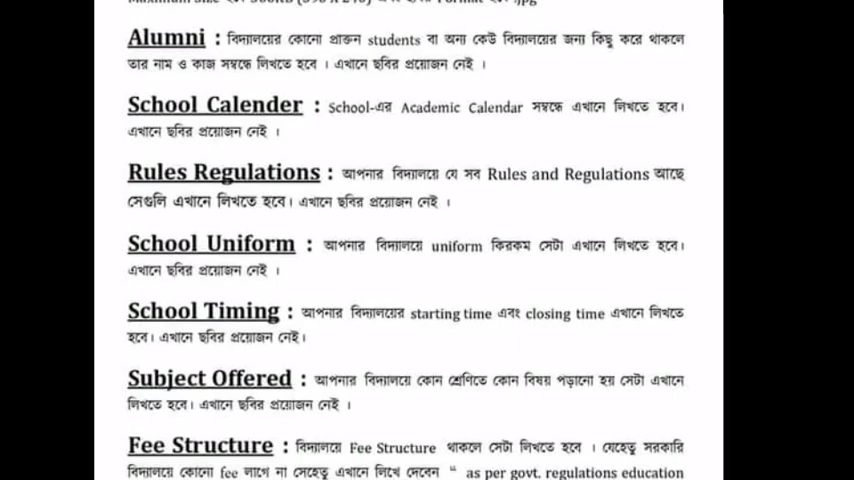 Alumni : বিদ্যালয়ের কোনো প্রাক্তন students বা অন্য কেউ বিদ্যালয়ের জন্য কিছু করে থাকলে
তার নাম ও কাজ সম্বন্ধে লিখতে হবে । এখানে ছবির প্রয়োজন নেই ।
School Calender : School-এর Academic Calendar সম্বন্ধে এখানে লিখতে হবে।
এখানে ছবির প্রয়োজন নেই ।
Rules Regulations : আপনার বিদ্যালয়ে যে সব Rules and Regulations আছে
সেগুলি এখানে লিখতে হবে। এখানে ছবির প্রয়োজন নেই ।
School Uniform : আপনার বিদ্যালয়ে uniform কিরকম সেটা এখানে লিখতে হবে।
এখানে ছবির প্রয়োজন নেই ।
School Timing : আপনার বিদ্যালয়ের starting time এবং closing time এখানে লিখতে
হবে। এখানে ছবির প্রয়োজন নেই।
Subject Offered : আপনার বিদ্যালয়ে কোন শ্রেণিতে কোন বিষয় পড়ানো হয় সেটা এখানে
লিখতে হবে। এখানে ছবির প্রয়োজন নেই ।
Fee Structure : বিদ্যালয়ে Fee Structure থাকলে সেটা লিখতে হবে । যেহেতু সরকারি
বিদ্যালয়ে কোনো fee লাগে না সেহেতু এখানে লিখে দেবেন “ as per govt. regulations education